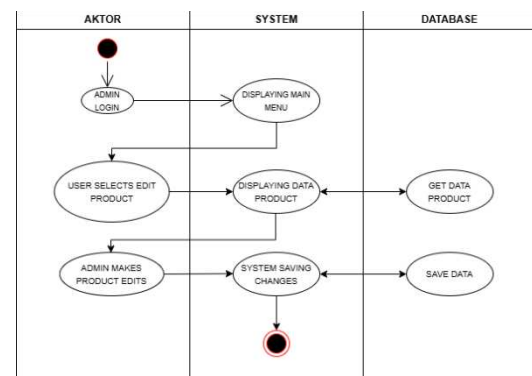 AKTOR
SYSTEM
DATABASE
ADMIN
LOGIN
DISPLAYING MAIN
MENU
USER SELECTS EDIT
PRODUCT
DISPLAYING DATA
PRODUCT
GET DATA
PRODUCT
ADMIN MAKES
PRODUCT EDITS
SYSTEM SAVING
CHANGES
SAVE DATA